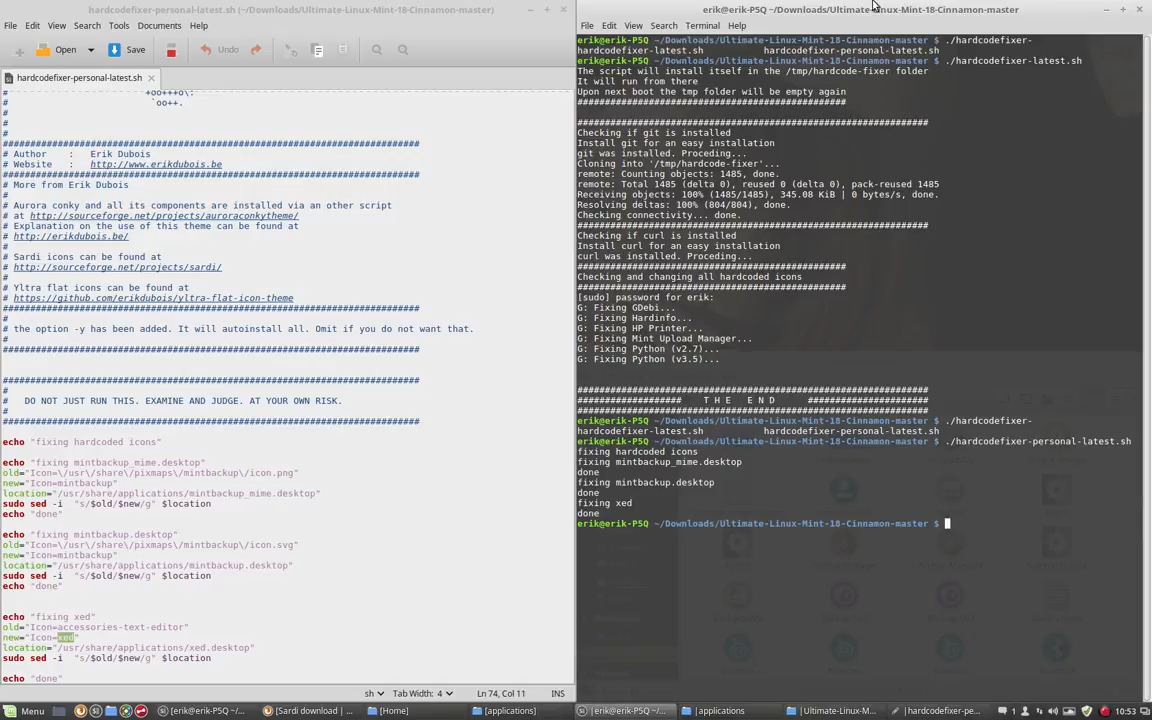 hardcodefixer-personal-latest.sh (~/Downloads/Ultimate-Linux-Mint-18-Cinnamon-master)
File Edit View Search Tools Documents Help
Open Save Undo
hardcodefixer-personal-latest.sh
# +oo+++o\:
# `oo++.
#
#
#
#################################################################
# Author : Erik Dubois
# Website : http://www.erikdubois.be
#################################################################
# More from Erik Dubois
#
# Aurora conky and all its components are installed via an other script
# at http://sourceforge.net/projects/auroraconkytheme/
# Explanation on the use of this theme can be found at
# http://erikdubois.be/
#
# Sardi icons can be found at
# http://sourceforge.net/projects/sardi/
#
# Yltra flat icons can be found at
# https://github.com/erikdubois/yltra-flat-icon-theme
#################################################################
#
# the option -y has been added. It will autoinstall all. Omit if you do not want that.
#
#################################################################
#################################################################
#
# DO NOT JUST RUN THIS. EXAMINE AND JUDGE. AT YOUR OWN RISK.
#
#################################################################
echo "fixing hardcoded icons"
echo "fixing mintbackup_mime.desktop"
old="Icon=\/usr\/share\/pixmaps\/mintbackup\/icon.png"
new="Icon=mintbackup"
location="/usr/share/applications/mintbackup_mime.desktop"
sudo sed -i "s/$old/$new/g" $location
echo "done"
echo "fixing mintbackup.desktop"
old="Icon=\/usr\/share\/pixmaps\/mintbackup\/icon.svg"
new="Icon=mintbackup"
location="/usr/share/applications/mintbackup.desktop"
sudo sed -i "s/$old/$new/g" $location
echo "done"
echo "fixing xed"
old="Icon=accessories-text-editor"
new="Icon=xed"
location="/usr/share/applications/xed.desktop"
sudo sed -i "s/$old/$new/g" $location
echo "done"
sh Tab Width: 4 Ln 74, Col 11 INS
erik@erik-P5Q ~/Downloads/Ultimate-Linux-Mint-18-Cinnamon-master
File Edit View Search Terminal Help
erik@erik-P5Q ~/Downloads/Ultimate-Linux-Mint-18-Cinnamon-master $ ./hardcodefixer-
hardcodefixer-latest.sh hardcodefixer-personal-latest.sh
erik@erik-P5Q ~/Downloads/Ultimate-Linux-Mint-18-Cinnamon-master $ ./hardcodefixer-latest.sh
The script will install itself in the /tmp/hardcode-fixer folder
It will run from there
Upon next boot the tmp folder will be empty again
##################################################
#################################################################
Checking if git is installed
Install git for an easy installation
git was installed. Proceding...
Cloning into '/tmp/hardcode-fixer'...
remote: Counting objects: 1485, done.
remote: Total 1485 (delta 0), reused 0 (delta 0), pack-reused 1485
Receiving objects: 100% (1485/1485), 345.08 KiB | 0 bytes/s, done.
Resolving deltas: 100% (804/804), done.
Checking connectivity... done.
#################################################################
Checking if curl is installed
Install curl for an easy installation
curl was installed. Proceding...
##################################################
Checking and changing all hardcoded icons
##################################################
[sudo] password for erik:
G: Fixing GDebi...
G: Fixing Hardinfo...
G: Fixing HP Printer...
G: Fixing Mint Upload Manager...
G: Fixing Python (v2.7)...
G: Fixing Python (v3.5)...
#################################################################
################### T H E E N D ######################
#################################################################
erik@erik-P5Q ~/Downloads/Ultimate-Linux-Mint-18-Cinnamon-master $ ./hardcodefixer-
hardcodefixer-latest.sh hardcodefixer-personal-latest.sh
erik@erik-P5Q ~/Downloads/Ultimate-Linux-Mint-18-Cinnamon-master $ ./hardcodefixer-personal-latest.sh
fixing hardcoded icons
fixing mintbackup_mime.desktop
done
fixing mintbackup.desktop
done
fixing xed
done
erik@erik-P5Q ~/Downloads/Ultimate-Linux-Mint-18-Cinnamon-master $
Menu [erik@erik-P5Q ~/... [Sardi download | ... [Home] [applications] [erik@erik-P5Q ~/... [applications [Ultimate-Linux-M... [hardcodefixer-pe... 1 10:53